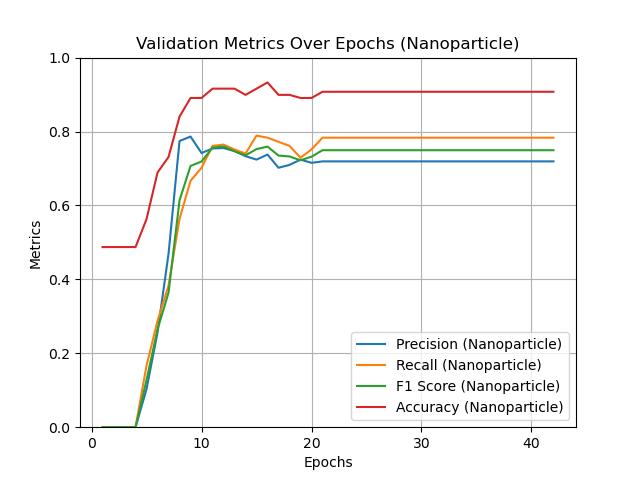 Validation Metrics Over Epochs (Nanoparticle)
1.0
0.8
0.6
0.4
0.2
0.0
Metrics
Precision (Nanoparticle)
Recall (Nanoparticle)
F1 Score (Nanoparticle)
Accuracy (Nanoparticle)
0 10 20 30 40
Epochs